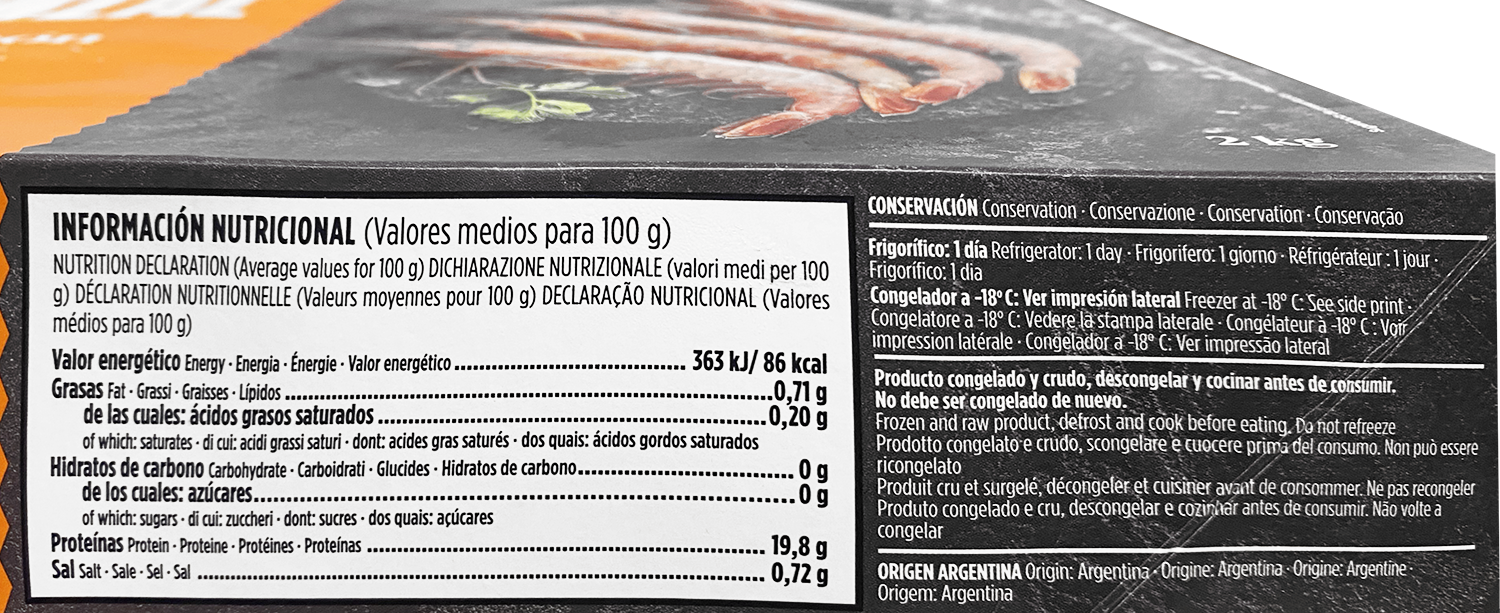 2 kg
INFORMACIÓN NUTRICIONAL (Valores medios para 100 g)
NUTRITION DECLARATION (Average values for 100 g) DICHIARAZIONE NUTRIZIONALE (valori medi per 100
g) DÉCLARATION NUTRITIONNELLE (Valeurs moyennes pour 100 g) DECLARAÇÃO NUTRICIONAL (Valores
médios para 100 g)
Valor energético Energy · Energia · Énergie · Valor energético ................................ 363 kJ/ 86 kcal
Grasas Fat · Grassi · Graisses · Lípidos ................................ 0,71 g
de las cuales: ácidos grasos saturados ................................ 0,20 g
of which: saturates · di cui: acidi grassi saturi · dont: acides gras saturés · dos quais: ácidos gordos saturados
Hidratos de carbono Carbohydrate · Carboidrati · Glucides · Hidratos de carbono ................................ 0 g
de los cuales: azúcares ................................ 0 g
of which: sugars · di cui: zuccheri · dont: sucres · dos quais: açúcares
Proteínas Protein · Proteine · Protéines · Proteínas ................................ 19,8 g
Sal Salt · Sale · Sel · Sal ................................ 0,72 g
CONSERVACIÓN Conservation · Conservazione · Conservation · Conservação
Frigorífico: 1 día Refrigerator: 1 day · Frigorifero: 1 giorno · Réfrigérateur : 1 jour ·
Frigorífico: 1 dia
Congelador a -18º C: Ver impresión lateral Freezer at -18º C: See side print ·
Congelatore a -18º C: Vedere la stampa laterale · Congélateur à -18º C : Voir
impression latérale · Congelador a -18º C: Ver impressão lateral
Producto congelado y crudo, descongelar y cocinar antes de consumir.
No debe ser congelado de nuevo.
Frozen and raw product, defrost and cook before eating. Do not refreeze
Prodotto congelato e crudo, scongelare e cuocere prima del consumo. Non può essere
ricongelato
Produit cru et surgelé, décongeler et cuisiner avant de consommer. Ne pas recongeler
Produto congelado e cru, descongelar e cozinhar antes de consumir. Não volte a
congelar
ORIGEN ARGENTINA Origin: Argentina · Origine: Argentina · Origine: Argentine ·
Origem: Argentina